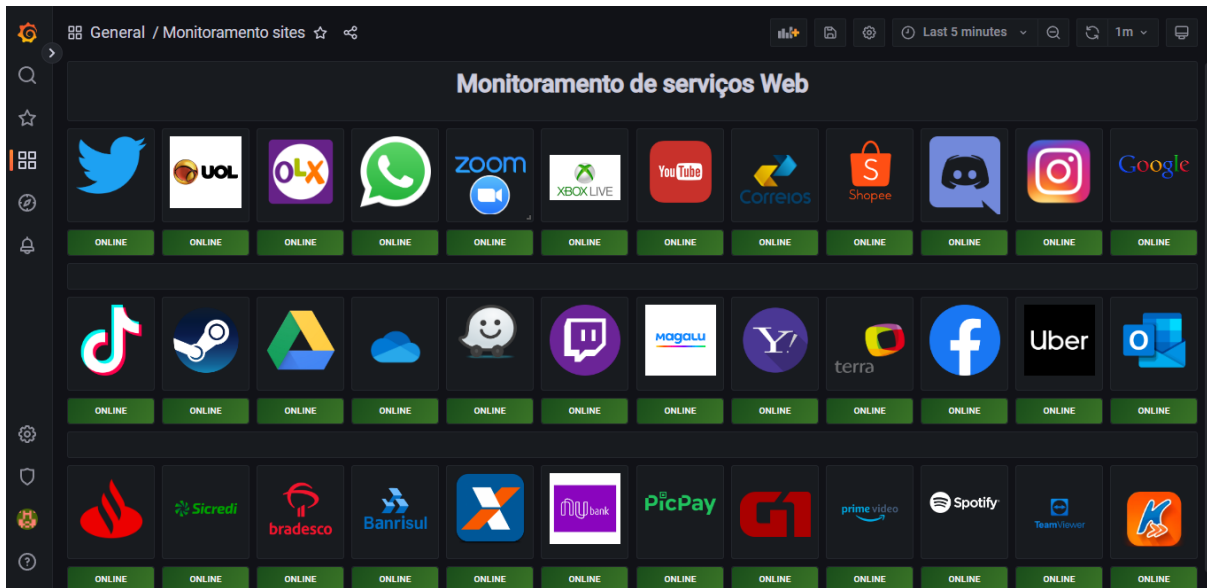 General / Monitoramento sites
Last 5 minutes
1m
Monitoramento de serviços Web
UOL
OLX
zoom
XBOX LIVE
You Tube
Correios
S
Shopee
Google
ONLINE ONLINE ONLINE ONLINE ONLINE ONLINE ONLINE ONLINE ONLINE ONLINE ONLINE ONLINE
Magalu
Y!
terra
f
Uber
O
ONLINE ONLINE ONLINE ONLINE ONLINE ONLINE ONLINE ONLINE ONLINE ONLINE ONLINE ONLINE
Sicredi
bradesco
Banrisul
X
NU bank
PicPay
G1
prime video
Spotify
TeamViewer
K
ONLINE ONLINE ONLINE ONLINE ONLINE ONLINE ONLINE ONLINE ONLINE ONLINE ONLINE ONLINE